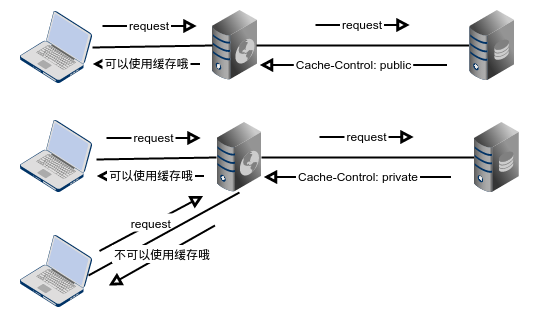 request
request
可以使用缓存哦
Cache-Control: public
request
request
可以使用缓存哦
Cache-Control: private
request
不可以使用缓存哦